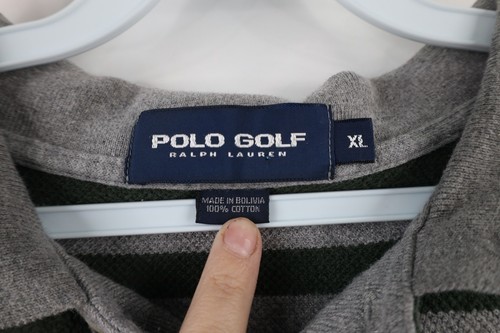 POLO GOLF
RALPH LAUREN
XL
MADE IN BOLIVIA
100% COTTON